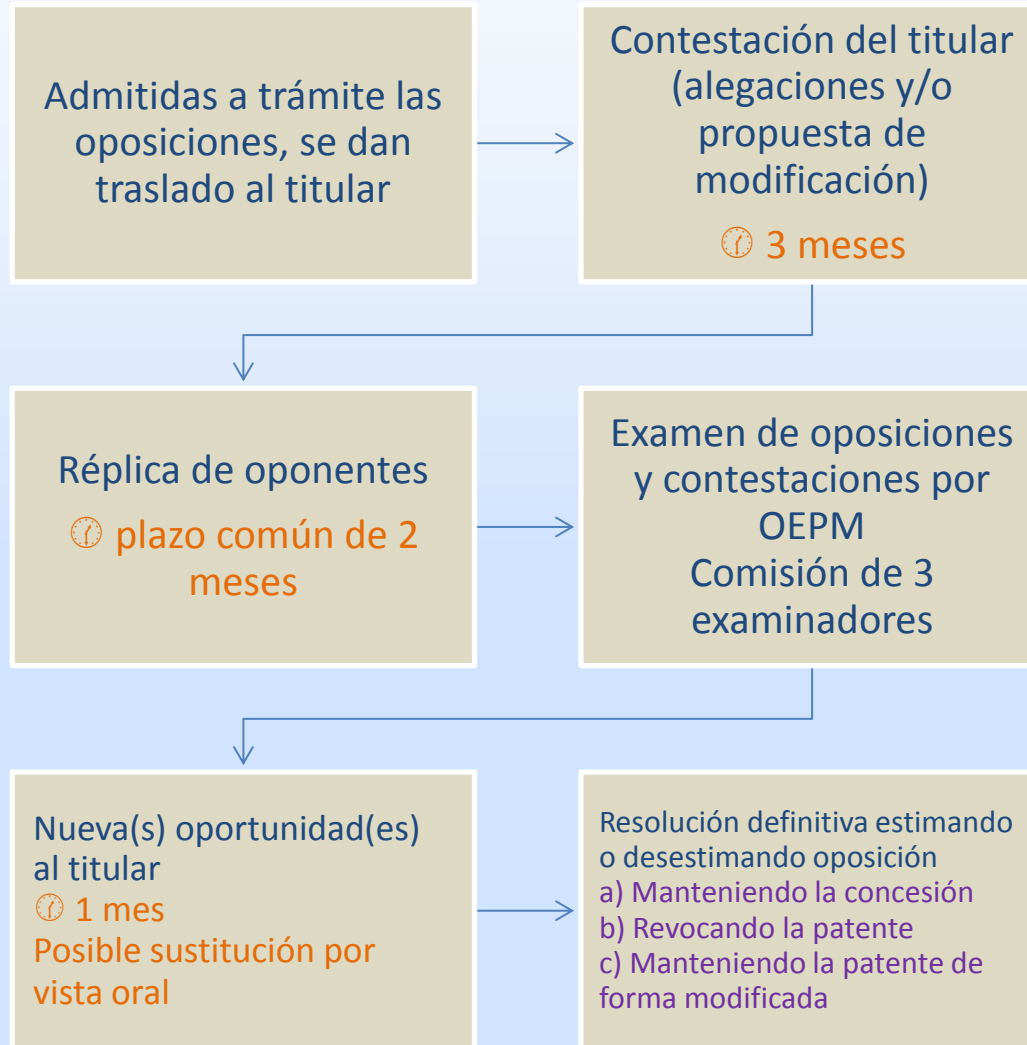 Admitidas a trámite las
oposiciones, se dan
traslado al titular
Contestación del titular
(alegaciones y/o
propuesta de
modificación)
🕐 3 meses
Réplica de oponentes
🕐 plazo común de 2
meses
Examen de oposiciones
y contestaciones por
OEPM
Comisión de 3
examinadores
Nueva(s) oportunidad(es)
al titular
🕐 1 mes
Posible sustitución por
vista oral
Resolución definitiva estimando
o desestimando oposición
a) Manteniendo la concesión
b) Revocando la patente
c) Manteniendo la patente de
forma modificada